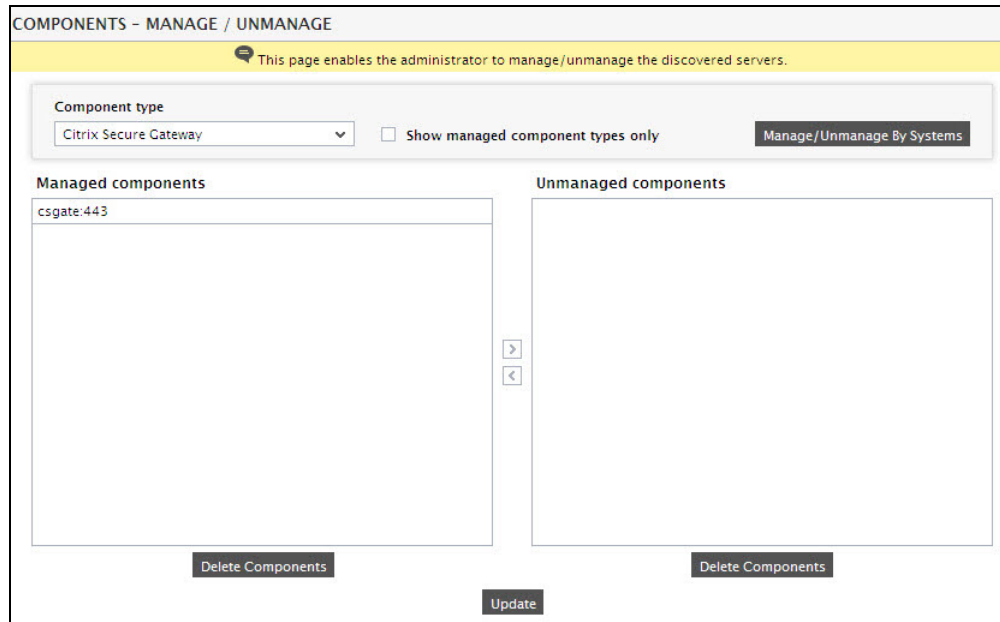 COMPONENTS - MANAGE / UNMANAGE
This page enables the administrator to manage/unmanage the discovered servers.
Component type
Citrix Secure Gateway
Show managed component types only
Manage/Unmanage By Systems
Managed components
Unmanaged components
csgate:443
>
<
Delete Components
Delete Components
Update